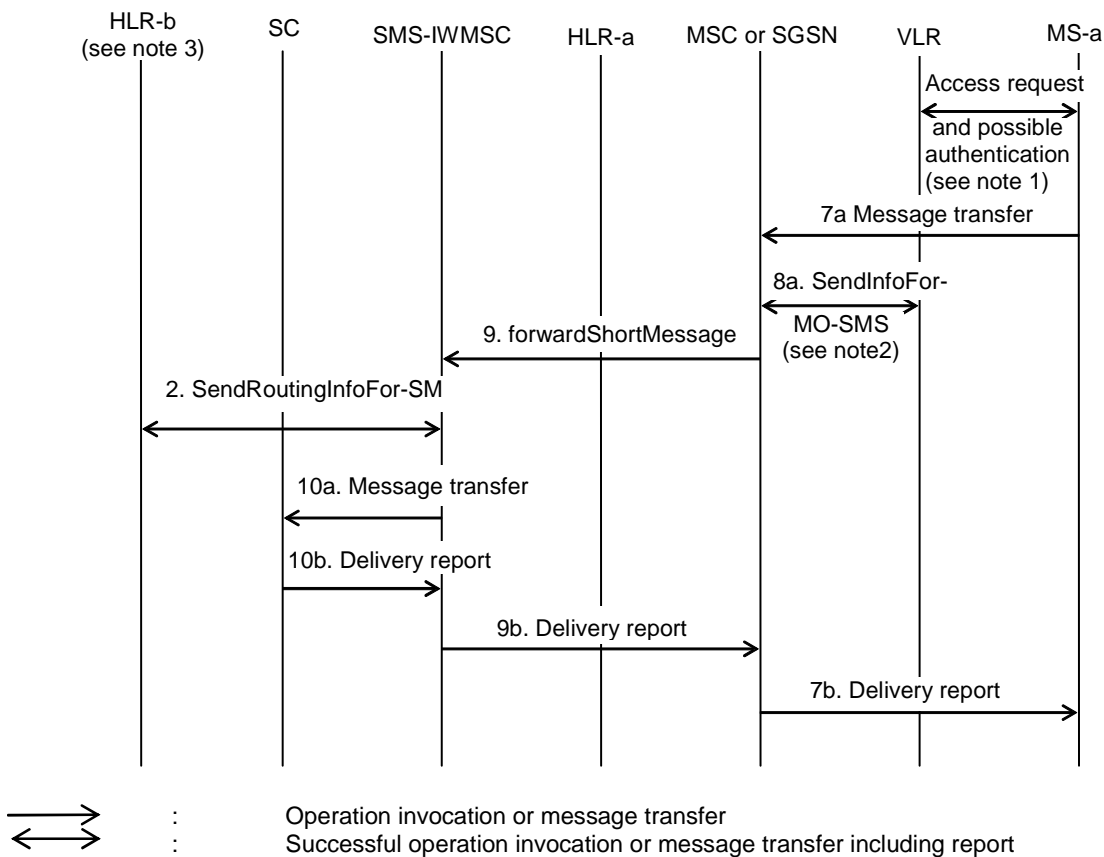 HLR-b
(see note 3)
SC
SMS-IWMSC
HLR-a
MSC or SGSN
VLR
MS-a
Access request
and possible
authentication
(see note 1)
7a Message transfer
8a. SendInfoFor-
MO-SMS
(see note2)
9. forwardShortMessage
2. SendRoutingInfoFor-SM
10a. Message transfer
10b. Delivery report
9b. Delivery report
7b. Delivery report
: Operation invocation or message transfer
: Successful operation invocation or message transfer including report